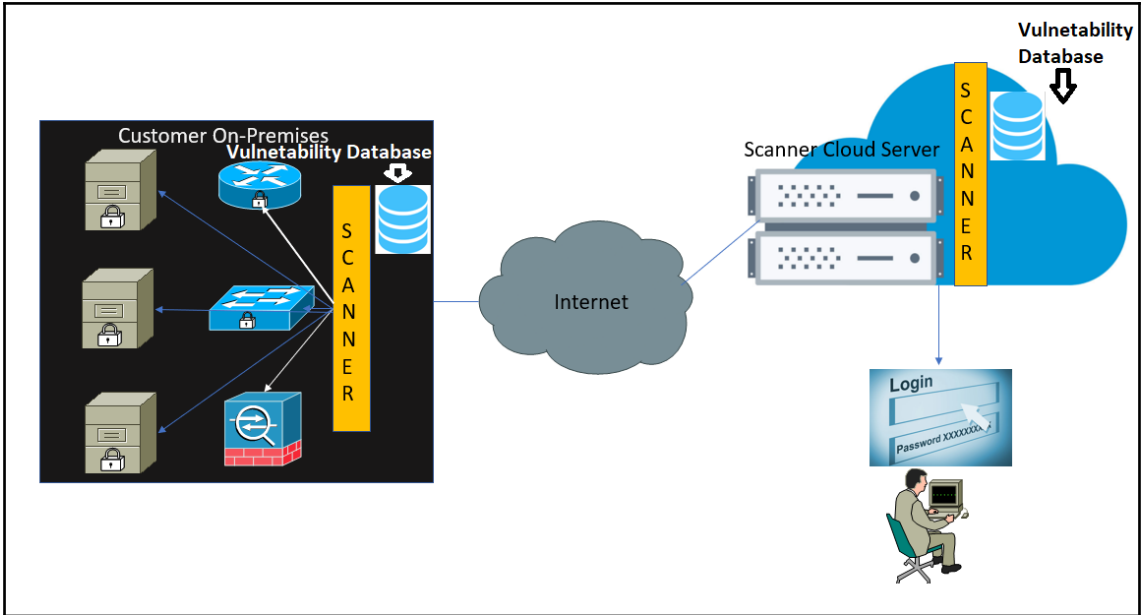 Vulnetability
Database
Customer On-Premises
Vulnetability Database
S
C
A
N
N
E
R
Internet
Scanner Cloud Server
S
C
A
N
N
E
R
Login
Password XXXXXXXX